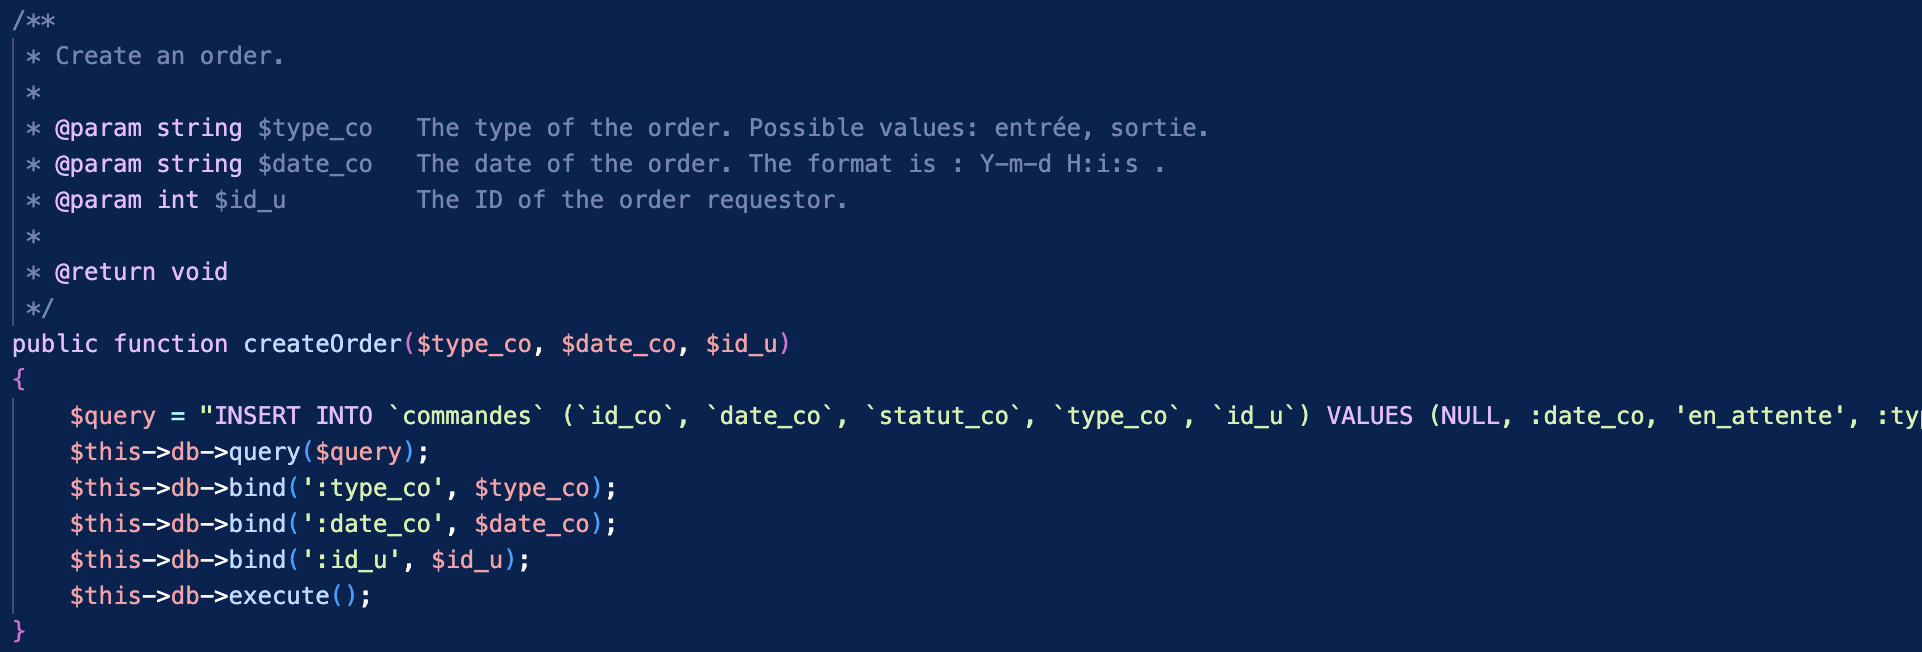 /**
* Create an order.
*
* @param string $type_co   The type of the order. Possible values: entrée, sortie.
* @param string $date_co   The date of the order. The format is : Y-m-d H:i:s .
* @param int $id_u         The ID of the order requestor.
*
* @return void
*/
public function createOrder($type_co, $date_co, $id_u)
{
$query = "INSERT INTO `commandes` (`id_co`, `date_co`, `statut_co`, `type_co`, `id_u`) VALUES (NULL, :date_co, 'en_attente', :ty
$this->db->query($query);
$this->db->bind(':type_co', $type_co);
$this->db->bind(':date_co', $date_co);
$this->db->bind(':id_u', $id_u);
$this->db->execute();
}